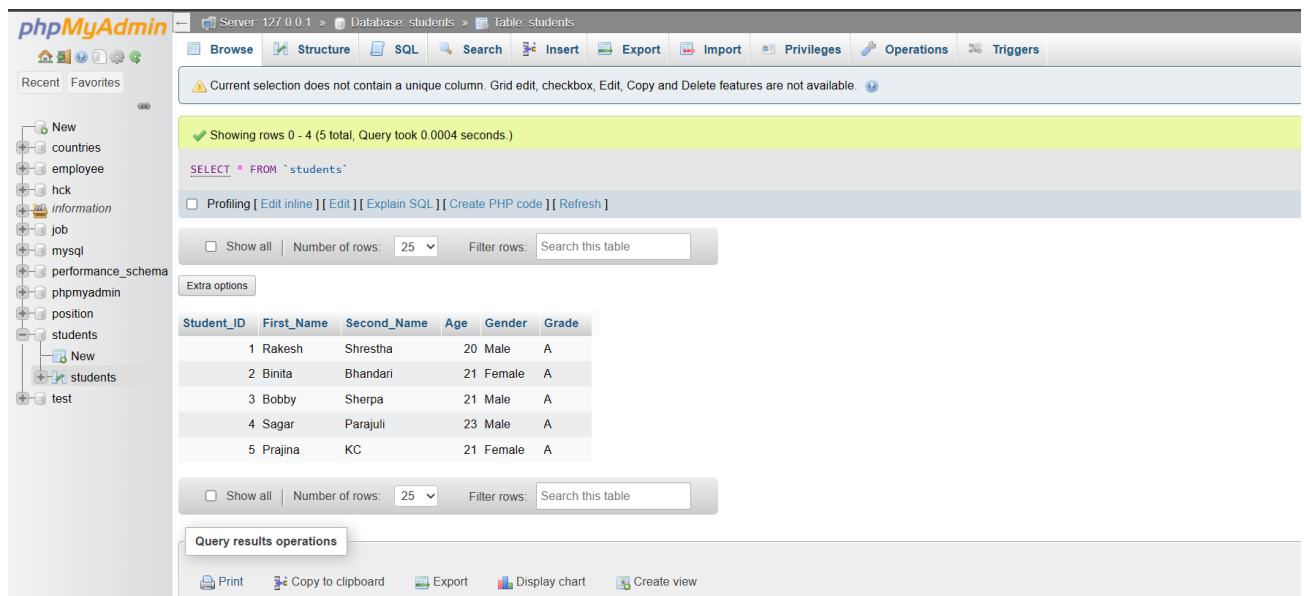 phpMyAdmin
Recent Favorites
New
countries
employee
hck
information
job
mysql
performance_schema
phpmyadmin
position
students
New
students
test
← Server: 127.0.0.1 » Database: students » Table: students
Browse Structure SQL Search Insert Export Import Privileges Operations Triggers
Current selection does not contain a unique column. Grid edit, checkbox, Edit, Copy and Delete features are not available.
Showing rows 0 - 4 (5 total, Query took 0.0004 seconds.)
SELECT * FROM `students`
Profiling [ Edit inline ] [ Edit ] [ Explain SQL ] [ Create PHP code ] [ Refresh ]
Show all | Number of rows: 25 Filter rows: Search this table
Extra options
Student_ID First_Name Second_Name Age Gender Grade
1 Rakesh Shrestha 20 Male A
2 Binita Bhandari 21 Female A
3 Bobby Sherpa 21 Male A
4 Sagar Parajuli 23 Male A
5 Prajina KC 21 Female A
Show all | Number of rows: 25 Filter rows: Search this table
Query results operations
Print Copy to clipboard Export Display chart Create view